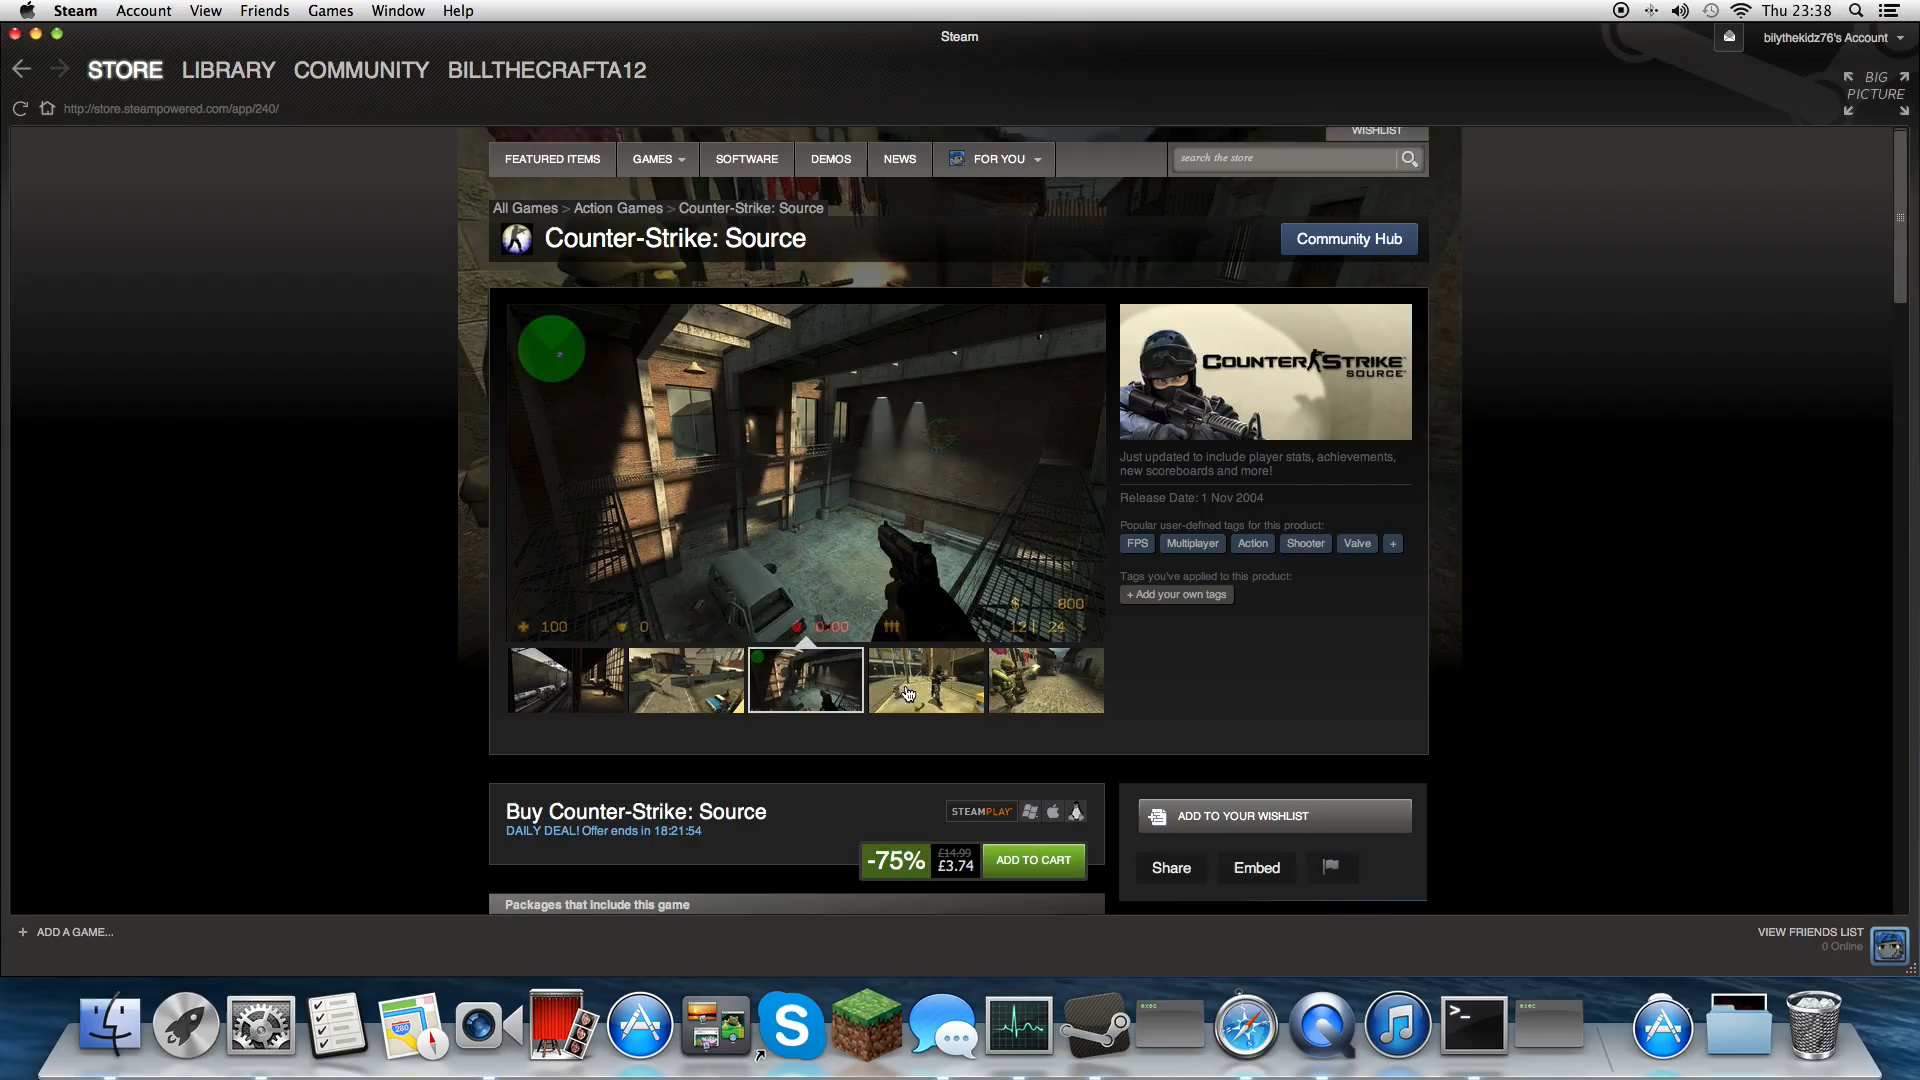 Steam Account View Friends Games Window Help Thu 23:38
Steam
bilythekidz76's Account
STORE LIBRARY COMMUNITY BILLTHECRAFTA12
BIG
PICTURE
http://store.steampowered.com/app/240/
WISHLIST
FEATURED ITEMS GAMES SOFTWARE DEMOS NEWS FOR YOU search the store
All Games > Action Games > Counter-Strike: Source
Counter-Strike: Source
Community Hub
COUNTER STRIKE
SOURCE
Just updated to include player stats, achievements,
new scoreboards and more!
Release Date: 1 Nov 2004
Popular user-defined tags for this product:
FPS Multiplayer Action Shooter Valve +
Tags you've applied to this product:
+ Add your own tags
$ 800
100 0 0:00 12 | 24
Buy Counter-Strike: Source
DAILY DEAL! Offer ends in 18:21:54
STEAMPLAY
-75% £14.99 £3.74 ADD TO CART
ADD TO YOUR WISHLIST
Share Embed
Packages that include this game
+ ADD A GAME...
VIEW FRIENDS LIST
0 Online
exec
exec